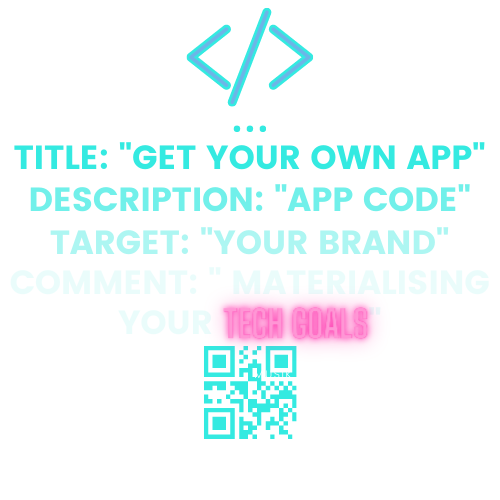 </>
...
TITLE: "GET YOUR OWN APP"
DESCRIPTION: "APP CODE"
TARGET: "YOUR BRAND"
COMMENT: " MATERIALISING
YOUR TECH GOALS"